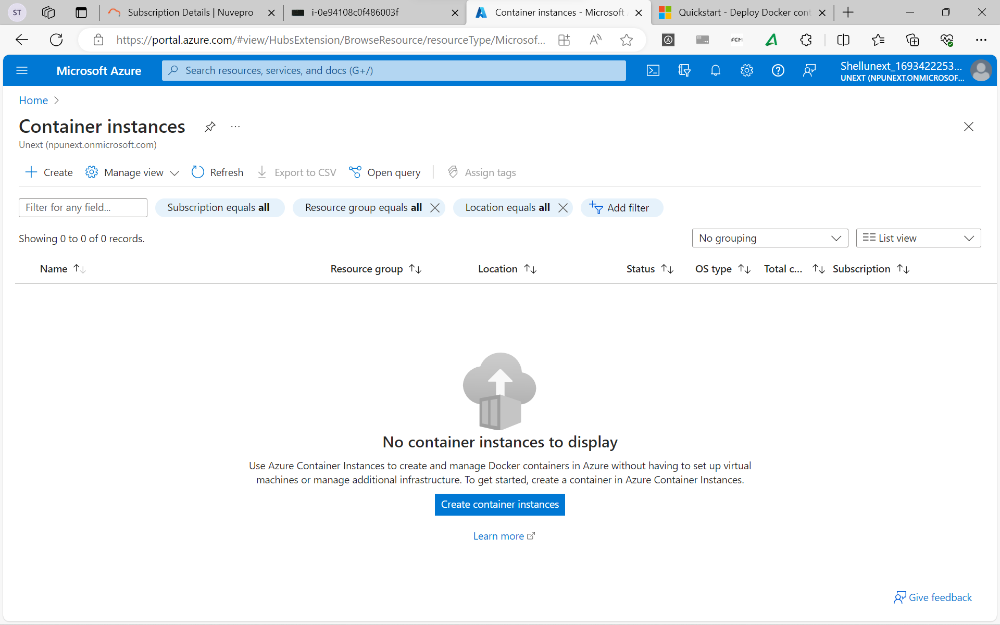 ST
Subscription Details | Nuvepro
i-0e94108c0f486003f
Container instances - Microsoft
Quickstart - Deploy Docker cont
https://portal.azure.com/#view/HubsExtension/BrowseResource/resourceType/Microsof...
FCM
Microsoft Azure
Search resources, services, and docs (G+/)
Shellunext_1693422253...
UNEXT (NPUNEXT.ONMICROSOF...
Home
Container instances
...
Unext (npunext.onmicrosoft.com)
Create
Manage view
Refresh
Export to CSV
Open query
Assign tags
Filter for any field...
Subscription equals all
Resource group equals all
Location equals all
Add filter
Showing 0 to 0 of 0 records.
No grouping
List view
Name
Resource group
Location
Status
OS type
Total c...
Subscription
No container instances to display
Use Azure Container Instances to create and manage Docker containers in Azure without having to set up virtual
machines or manage additional infrastructure. To get started, create a container in Azure Container Instances.
Create container instances
Learn more
Give feedback